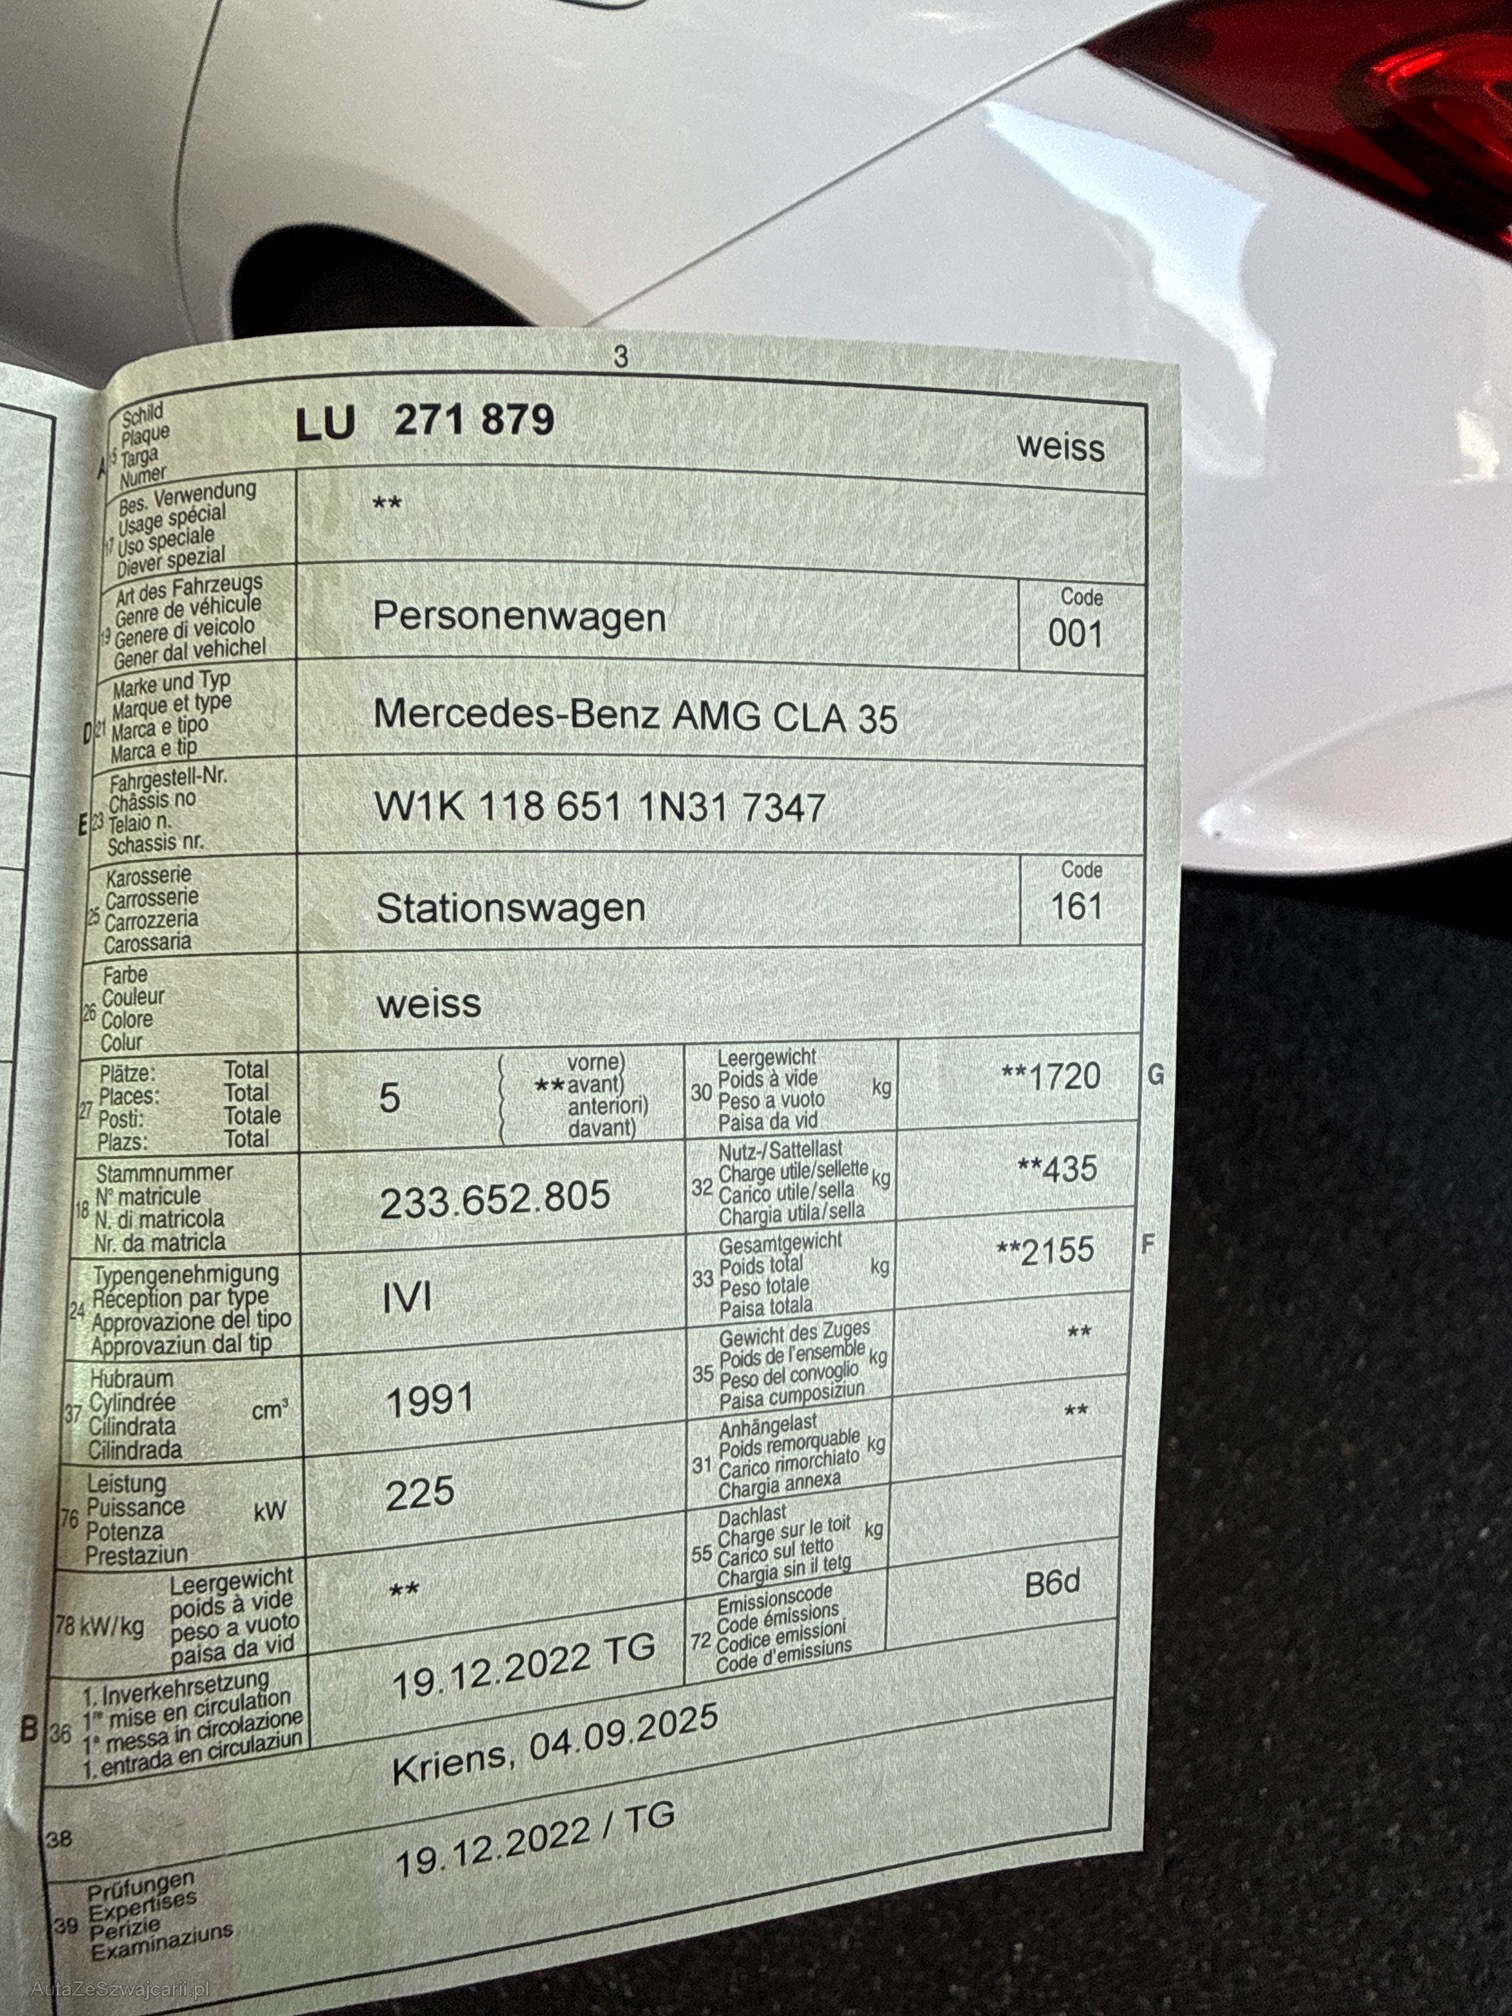 3
A 15 Schild
Plaque
Targa
Numer
LU 271 879 weiss
17 Bes. Verwendung
Usage spécial
Uso speciale
Diever spezial
**
19 Art des Fahrzeugs
Genre de véhicule
Genere di veicolo
Gener dal vehichel
Personenwagen
Code
001
D 21 Marke und Typ
Marque et type
Marca e tipo
Marca e tip
Mercedes-Benz AMG CLA 35
E 23 Fahrgestell-Nr.
Châssis no
Telaio n.
Schassis nr.
W1K 118 651 1N31 7347
25 Karosserie
Carrosserie
Carrozzeria
Carossaria
Stationswagen
Code
161
26 Farbe
Couleur
Colore
Colur
weiss
27 Plätze: Total
Places: Total
Posti: Totale
Plazs: Total
5
( vorne)
( **avant)
( anteriori)
( davant)
30 Leergewicht
Poids à vide kg
Peso a vuoto
Paisa da vid
**1720 G
18 Stammnummer
N° matricule
N. di matricola
Nr. da matricla
233.652.805
32 Nutz-/Sattellast
Charge utile/sellette kg
Carico utile/sella
Chargia utila/sella
**435
24 Typengenehmigung
Réception par type
Approvazione del tipo
Approvaziun dal tip
IVI
33 Gesamtgewicht
Poids total kg
Peso totale
Paisa totala
**2155 F
37 Hubraum
Cylindrée cm³
Cilindrata
Cilindrada
1991
35 Gewicht des Zuges
Poids de l'ensemble kg
Peso del convoglio
Paisa cumposiziun
**
76 Leistung
Puissance kW
Potenza
Prestaziun
225
31 Anhängelast
Poids remorquable kg
Carico rimorchiato
Chargia annexa
**
78 kW/kg Leergewicht
poids à vide
peso a vuoto
paisa da vid
**
55 Dachlast
Charge sur le toit kg
Carico sul tetto
Chargia sin il tetg
B 36 1. Inverkehrsetzung
1re mise en circulation
1a messa in circolazione
1. entrada en circulaziun
19.12.2022 TG
72 Emissionscode
Code émissions
Codice emissioni
Code d'emissiuns
B6d
38
Kriens, 04.09.2025
39 Prüfungen
Expertises
Perizie
Examinaziuns
19.12.2022 / TG
AutaZeSzwajcarii.pl